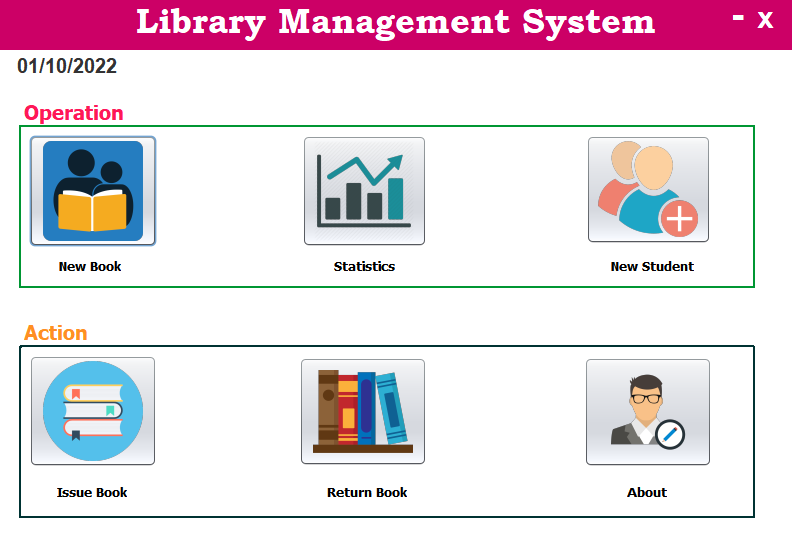 Library Management System - x
01/10/2022
Operation
New Book Statistics New Student
Action
Issue Book Return Book About